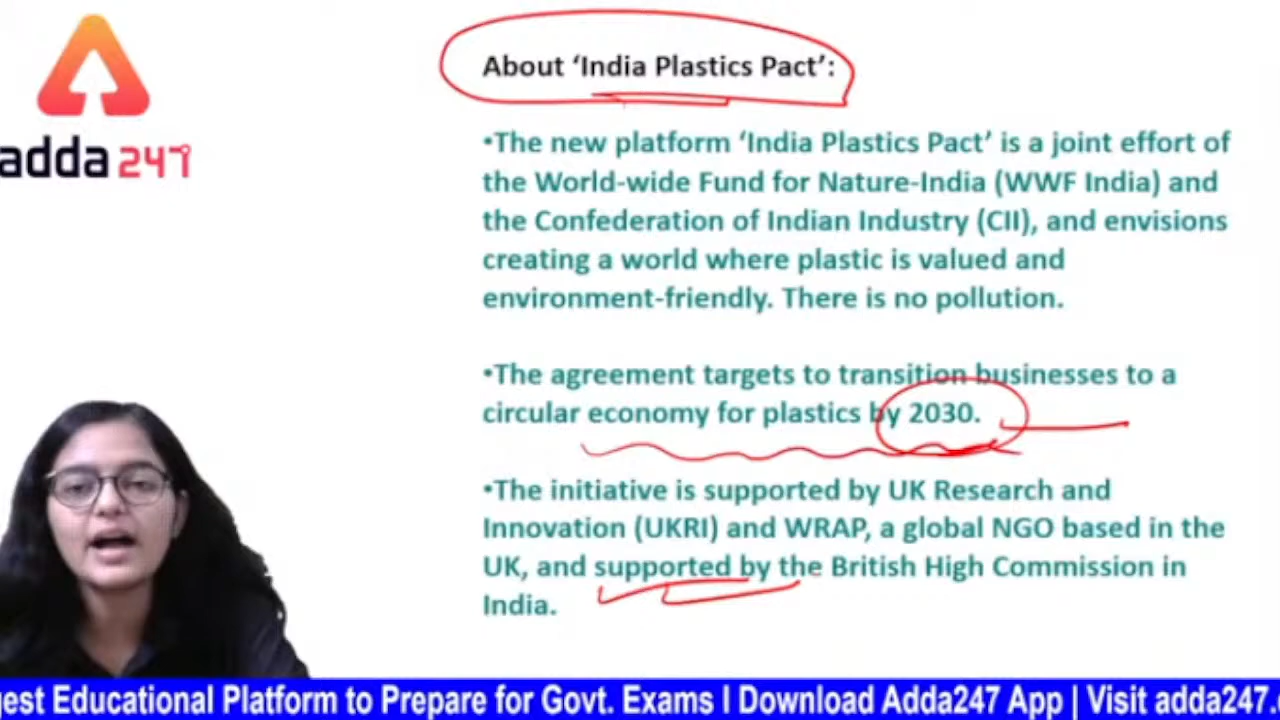 adda247
About ‘India Plastics Pact’:
•The new platform ‘India Plastics Pact’ is a joint effort of
the World-wide Fund for Nature-India (WWF India) and
the Confederation of Indian Industry (CII), and envisions
creating a world where plastic is valued and
environment-friendly. There is no pollution.
•The agreement targets to transition businesses to a
circular economy for plastics by 2030.
•The initiative is supported by UK Research and
Innovation (UKRI) and WRAP, a global NGO based in the
UK, and supported by the British High Commission in
India.
gest Educational Platform to Prepare for Govt. Exams I Download Adda247 App | Visit adda247.